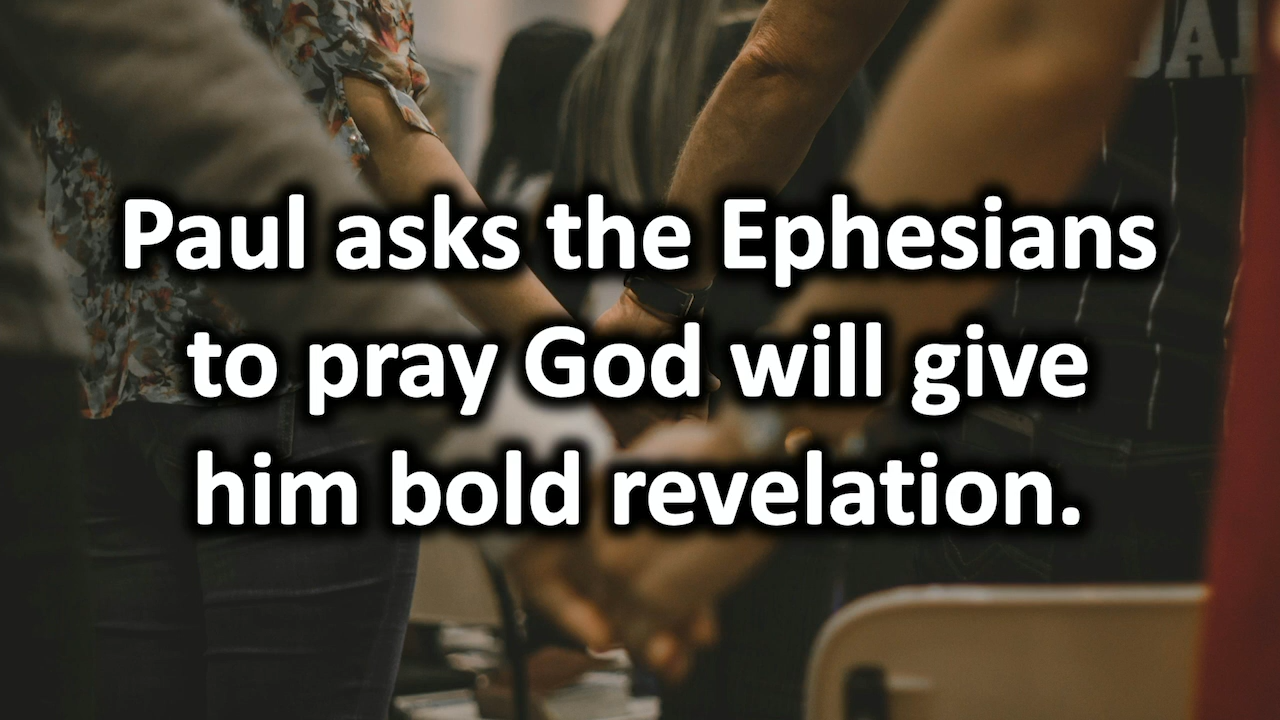 Paul asks the Ephesians
to pray God will give
him bold revelation.